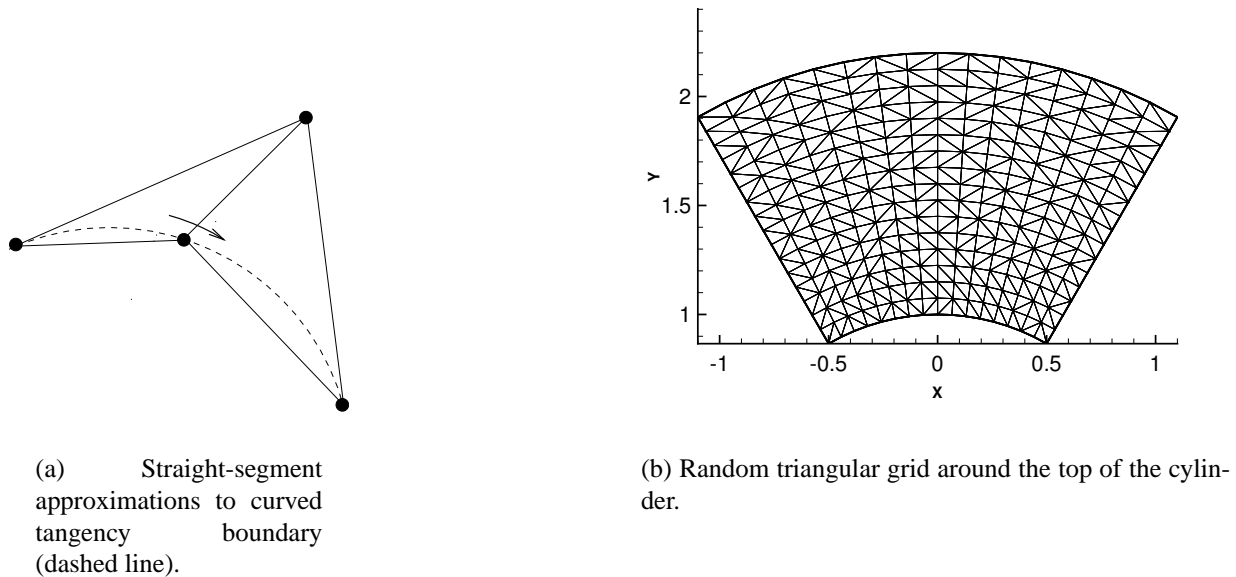 2
1.5
1
Y
-1
-0.5
0
0.5
1
X
(a) Straight-segment
approximations to curved
tangency boundary
(dashed line).
(b) Random triangular grid around the top of the cylin-
der.